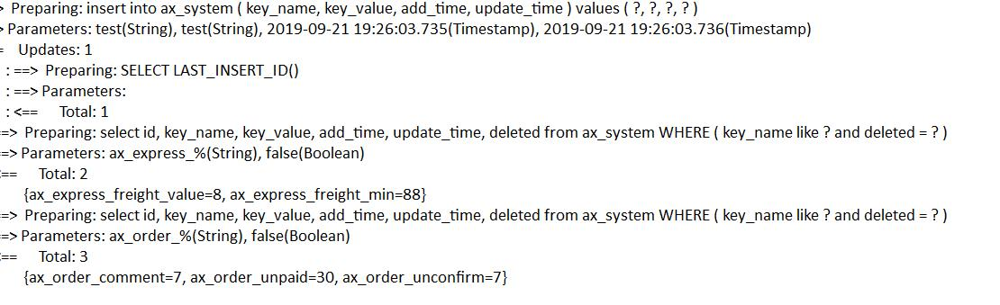 > Preparing: insert into ax_system ( key_name, key_value, add_time, update_time ) values ( ?, ?, ?, ? )
> Parameters: test(String), test(String), 2019-09-21 19:26:03.735(Timestamp), 2019-09-21 19:26:03.736(Timestamp)
= Updates: 1
: ==> Preparing: SELECT LAST_INSERT_ID()
: ==> Parameters:
: <== Total: 1
=> Preparing: select id, key_name, key_value, add_time, update_time, deleted from ax_system WHERE ( key_name like ? and deleted = ? )
=> Parameters: ax_express_%(String), false(Boolean)
== Total: 2
{ax_express_freight_value=8, ax_express_freight_min=88}
=> Preparing: select id, key_name, key_value, add_time, update_time, deleted from ax_system WHERE ( key_name like ? and deleted = ? )
=> Parameters: ax_order_%(String), false(Boolean)
== Total: 3
{ax_order_comment=7, ax_order_unpaid=30, ax_order_unconfirm=7}